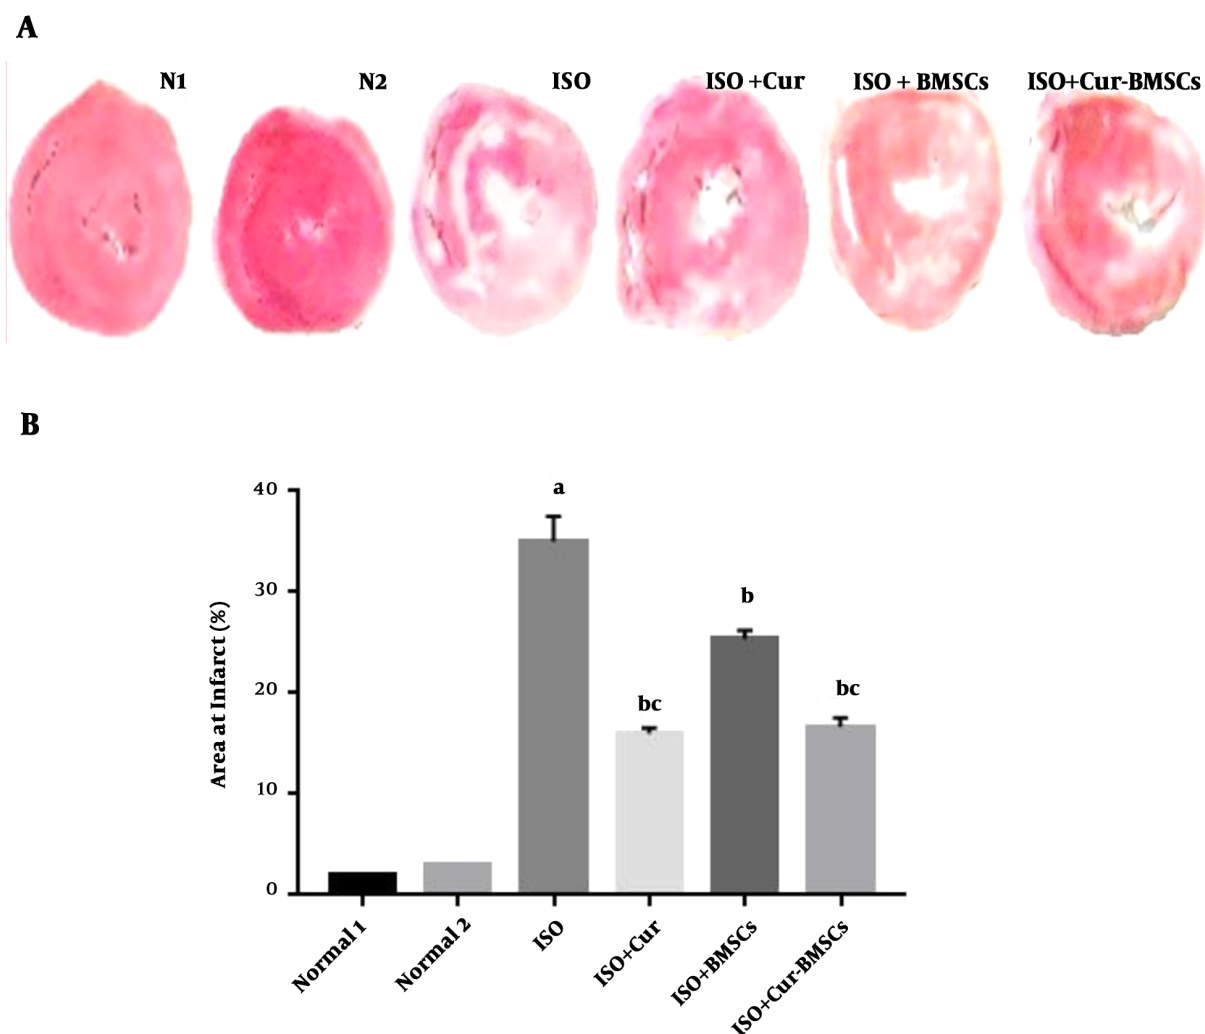 A
N1
N2
ISO
ISO +Cur
ISO + BMSCs
ISO+Cur-BMSCs
B
Area at Infarct (%)
40
30
20
10
0
a
bc
b
bc
Normal 1
Normal 2
ISO
ISO+Cur
ISO+BMSCs
ISO+Cur-BMSCs